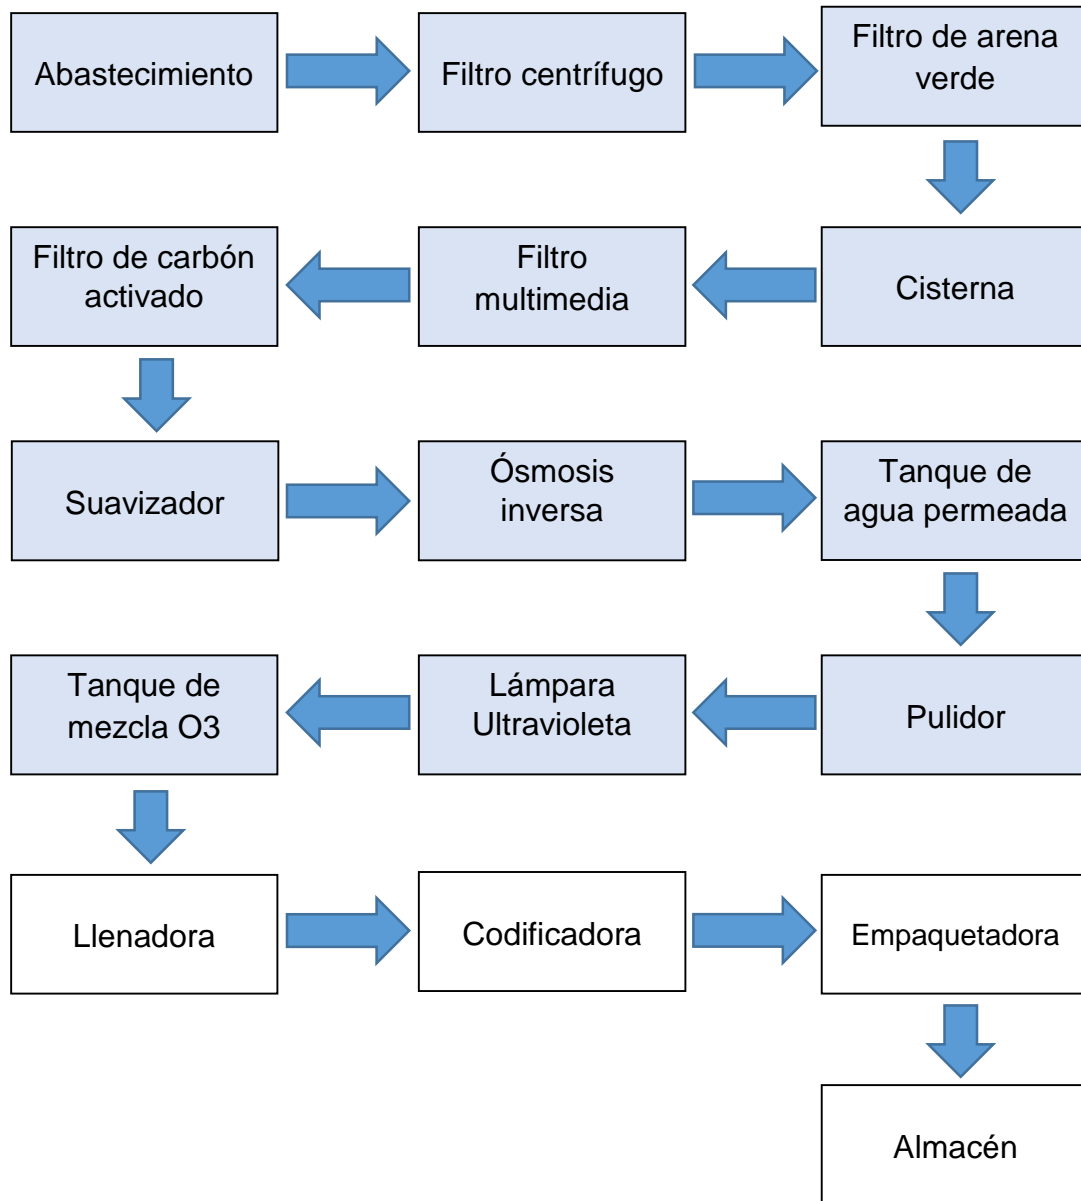 Abastecimiento
Filtro centrífugo
Filtro de arena
verde
Cisterna
Filtro
multimedia
Filtro de carbón
activado
Suavizador
Ósmosis
inversa
Tanque de
agua permeada
Pulidor
Lámpara
Ultravioleta
Tanque de
mezcla O3
Llenadora
Codificadora
Empaquetadora
Almacén